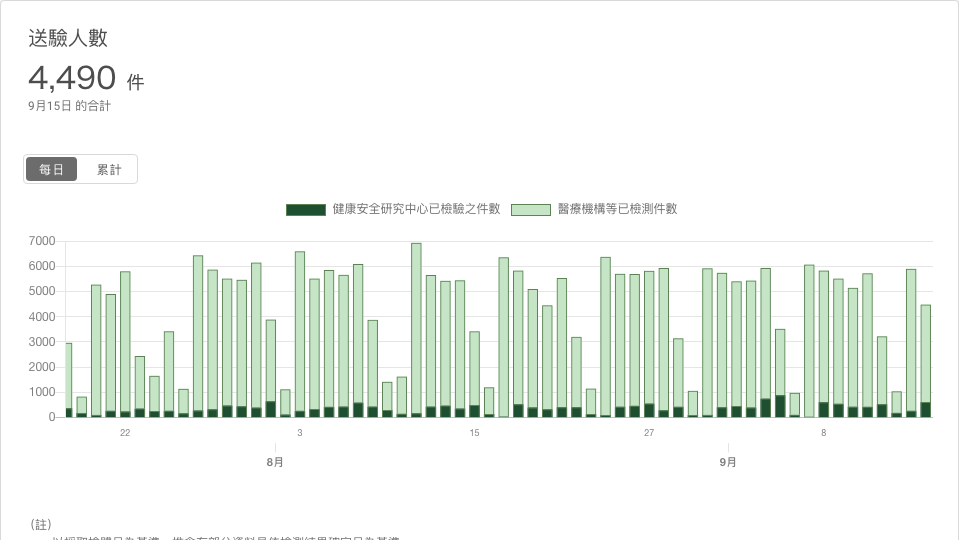 送驗人數
4,490 件
9月15日 的合計
每日 累計
健康安全研究中心已檢驗之件數 醫療機構等已檢測件數
7000
6000
5000
4000
3000
2000
1000
0
22 3 15 27 8
8月 9月
（註）